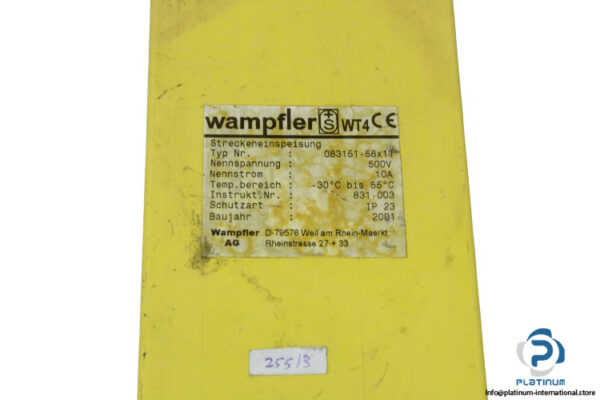 wampfler S WT4 CE
Streckeneinspeisung
Typ Nr. : 083151-58x11
Nennspannung : 500V
Nennstrom : 10A
Temp.bereich : -30°C bis 55°C
Instrukt.Nr. : 831-003
Schutzart : IP 23
Baujahr : 2001
Wampfler D-79576 Weil am Rhein-Maerkt
AG Rheinstrasse 27 + 33
255/3
PLATINUM
Info@platinum-international.store